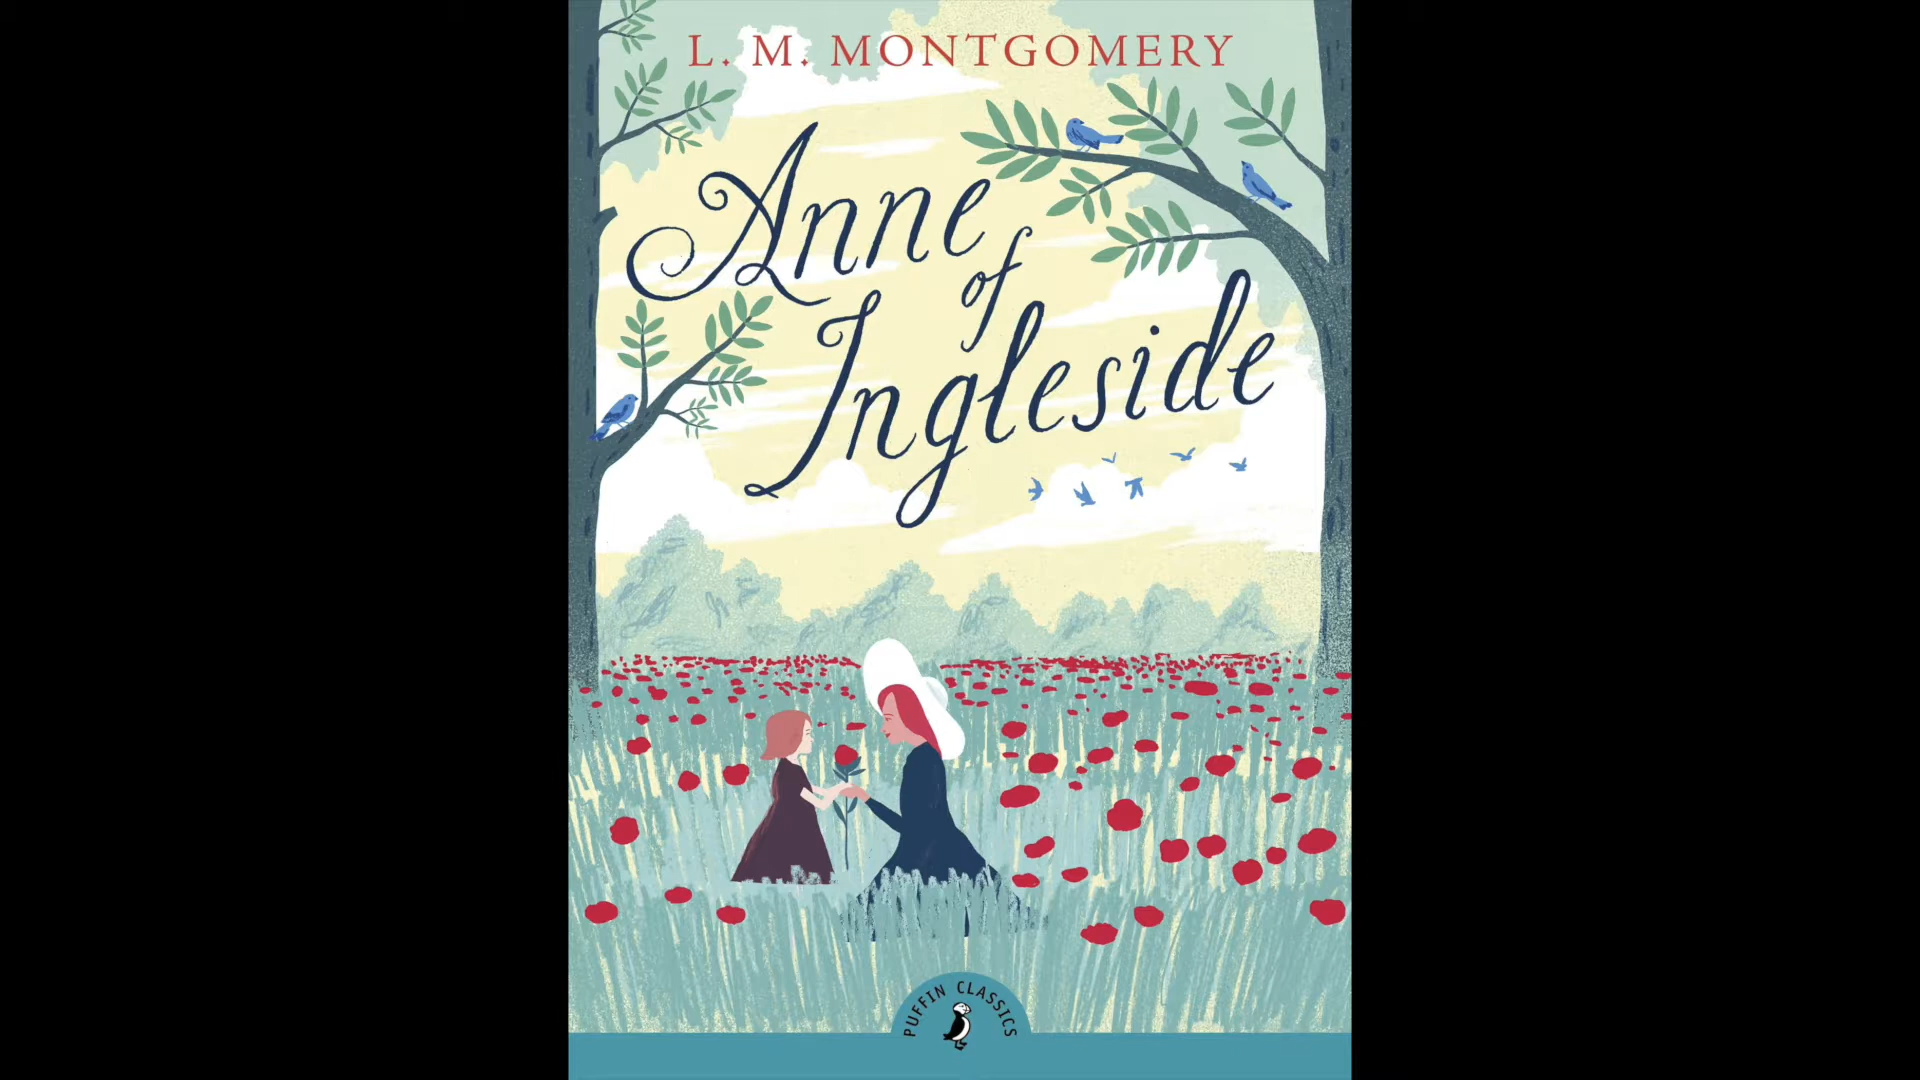 L. M. MONTGOMERY
Anne
of
Ingleside
PUFFIN CLASSICS